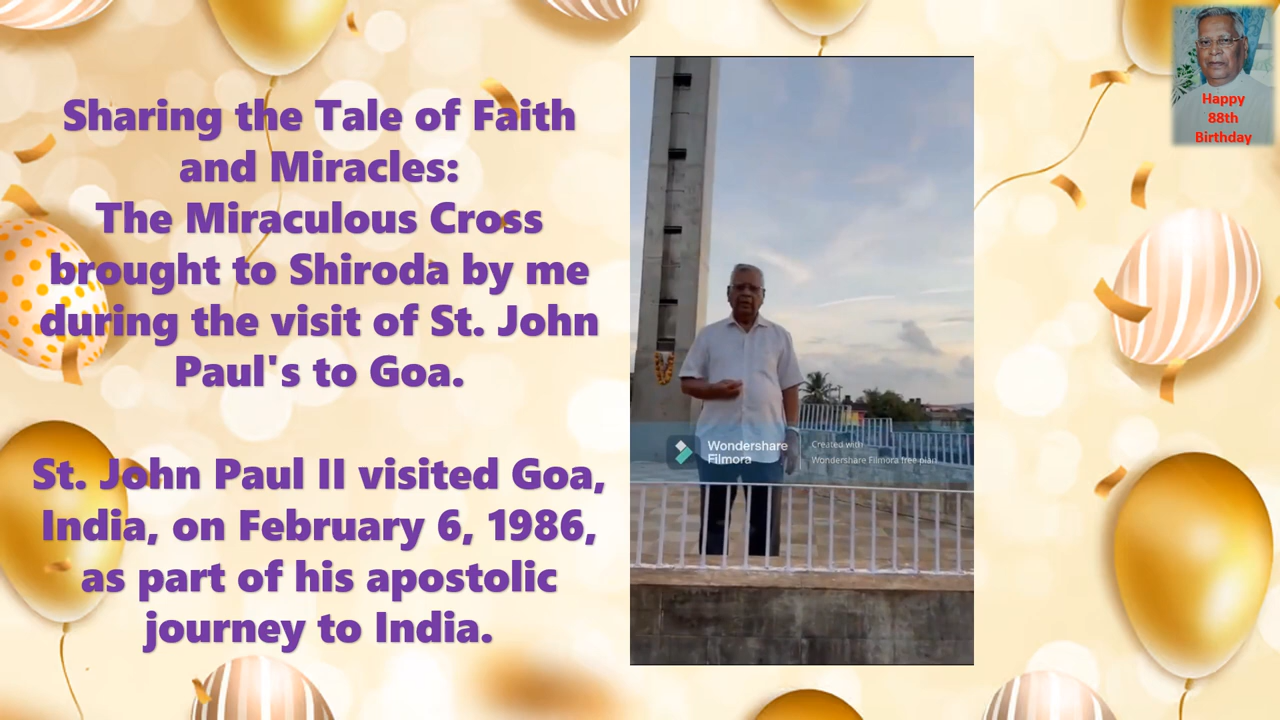 Sharing the Tale of Faith
and Miracles:
The Miraculous Cross
brought to Shiroda by me
during the visit of St. John
Paul's to Goa.
St. John Paul II visited Goa,
India, on February 6, 1986,
as part of his apostolic
journey to India.
Wondershare
Filmora
Created with
Wondershare Filmora free plan
Happy
88th
Birthday